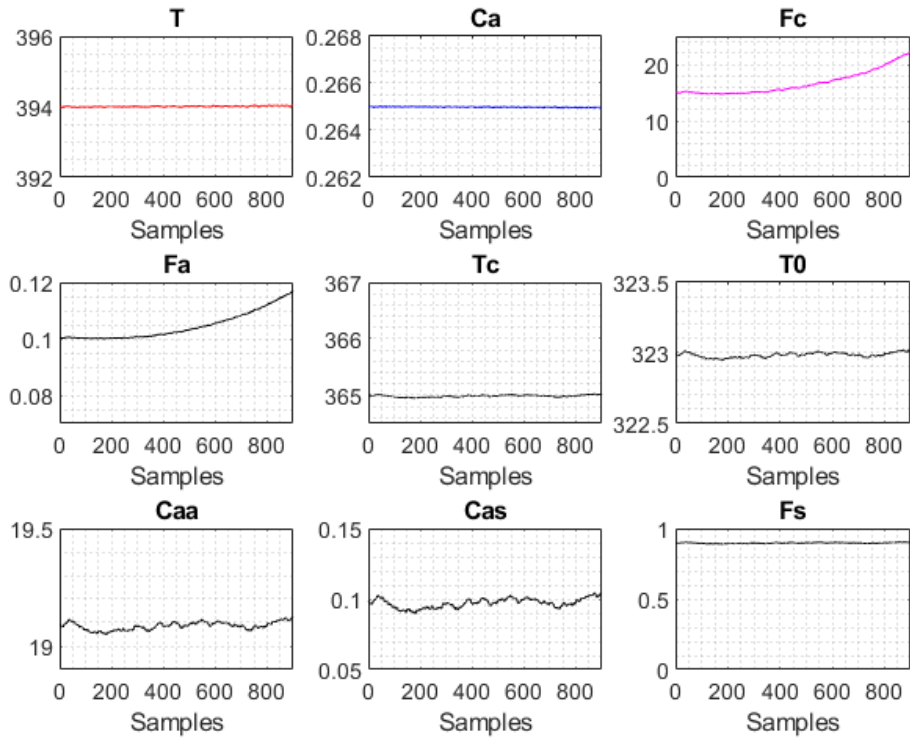 T
396
394
392
0 200 400 600 800
Samples
Ca
0.268
0.266
0.264
0.262
0 200 400 600 800
Samples
Fc
20
10
0
0 200 400 600 800
Samples
Fa
0.12
0.1
0.08
0 200 400 600 800
Samples
Tc
367
366
365
0 200 400 600 800
Samples
T0
323.5
323
322.5
0 200 400 600 800
Samples
Caa
19.5
19
0 200 400 600 800
Samples
Cas
0.15
0.1
0.05
0 200 400 600 800
Samples
Fs
1
0.5
0
0 200 400 600 800
Samples